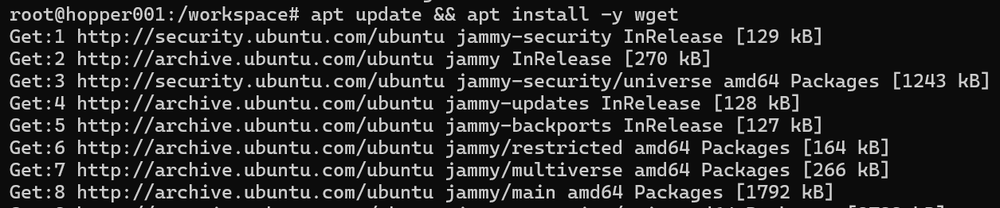 root@hopper001:/workspace# apt update && apt install -y wget
Get:1 http://security.ubuntu.com/ubuntu jammy-security InRelease [129 kB]
Get:2 http://archive.ubuntu.com/ubuntu jammy InRelease [270 kB]
Get:3 http://security.ubuntu.com/ubuntu jammy-security/universe amd64 Packages [1243 kB]
Get:4 http://archive.ubuntu.com/ubuntu jammy-updates InRelease [128 kB]
Get:5 http://archive.ubuntu.com/ubuntu jammy-backports InRelease [127 kB]
Get:6 http://archive.ubuntu.com/ubuntu jammy/restricted amd64 Packages [164 kB]
Get:7 http://archive.ubuntu.com/ubuntu jammy/multiverse amd64 Packages [266 kB]
Get:8 http://archive.ubuntu.com/ubuntu jammy/main amd64 Packages [1792 kB]